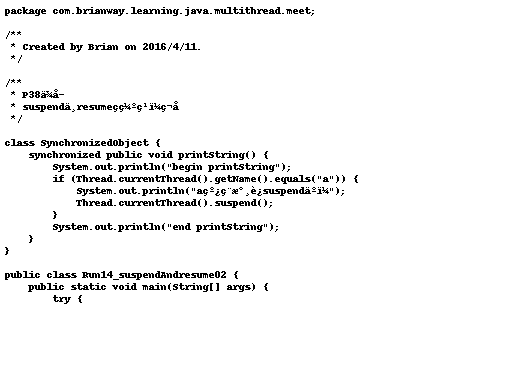 package com.brianway.learning.java.multithread.meet;

/**
 * Created by Brian on 2016/4/11.
 */

/**
 * P38ä¾å­
 * suspendä¸resumeçç¼ºç¹ï¼ç¬å
 */

class SynchronizedObject {
    synchronized public void printString() {
        System.out.println("begin printString");
        if (Thread.currentThread().getName().equals("a")) {
            System.out.println("açº¿ç¨æ°¸è¿suspendäºï¼");
            Thread.currentThread().suspend();
        }
        System.out.println("end printString");
    }
}

public class Run14_suspendAndresume02 {
    public static void main(String[] args) {
        try {